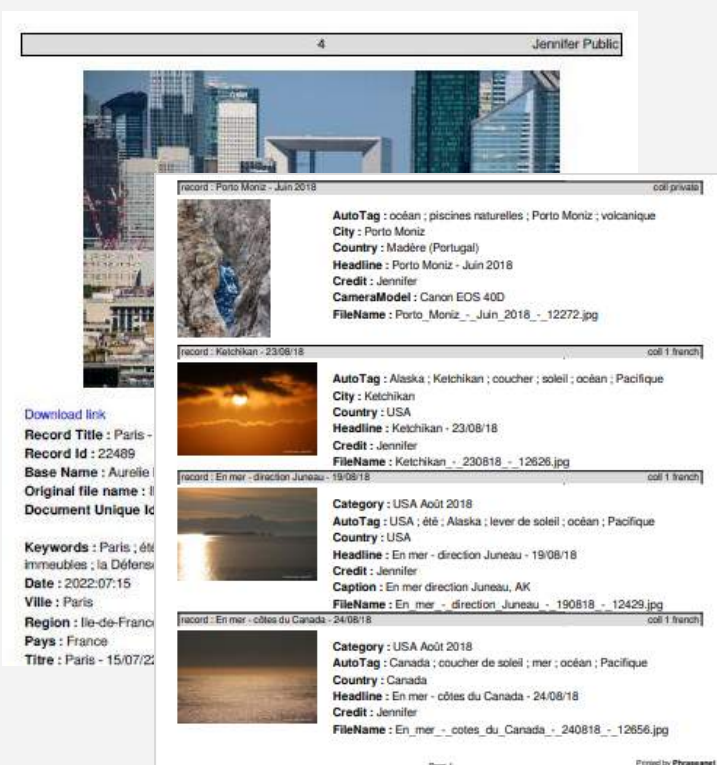 4
Jennifer Public
record : Porto Moniz - Juin 2018
coll private
AutoTag : océan ; piscines naturelles ; Porto Moniz ; volcanique
City : Porto Moniz
Country : Madère (Portugal)
Headline : Porto Moniz - Juin 2018
Credit : Jennifer
CameraModel : Canon EOS 40D
FileName : Porto_Moniz_-_Juin_2018_-_12272.jpg
record : Ketchikan - 23/08/18
coll 1 french
AutoTag : Alaska ; Ketchikan ; coucher ; soleil ; océan ; Pacifique
City : Ketchikan
Country : USA
Headline : Ketchikan - 23/08/18
Credit : Jennifer
FileName : Ketchikan_-_230818_-_12626.jpg
record : En mer - direction Juneau - 19/08/18
coll 1 french
Category : USA Août 2018
AutoTag : USA ; été ; Alaska ; lever de soleil ; océan ; Pacifique
Country : USA
Headline : En mer - direction Juneau - 19/08/18
Credit : Jennifer
Caption : En mer direction Juneau, AK
FileName : En_mer_-_direction_Juneau_-_190818_-_12429.jpg
record : En mer - côtes du Canada - 24/08/18
coll 1 french
Category : USA Août 2018
AutoTag : Canada ; coucher de soleil ; mer ; océan ; Pacifique
Country : Canada
Headline : En mer - côtes du Canada - 24/08/18
Credit : Jennifer
FileName : En_mer_-_cotes_du_Canada_-_240818_-_12656.jpg
Printed by Phraseanet
Download link
Record Title : Paris -
Record Id : 22489
Base Name : Aurelie
Original file name :
Document Unique Id
Keywords : Paris ; été
immeubles ; la Défense
Date : 2022:07:15
Ville : Paris
Region : Ile-de-France
Pays : France
Titre : Paris - 15/07/22